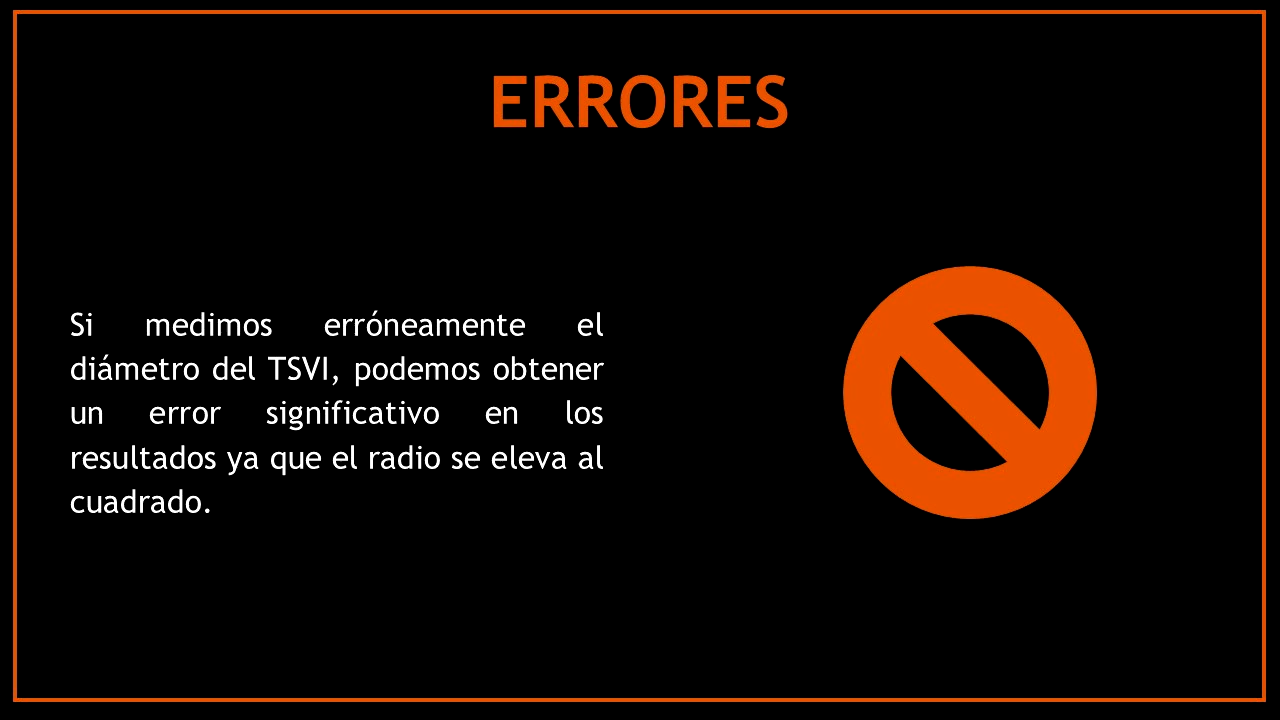 ERRORES
Si medimos erróneamente el
diámetro del TSVI, podemos obtener
un error significativo en los
resultados ya que el radio se eleva al
cuadrado.